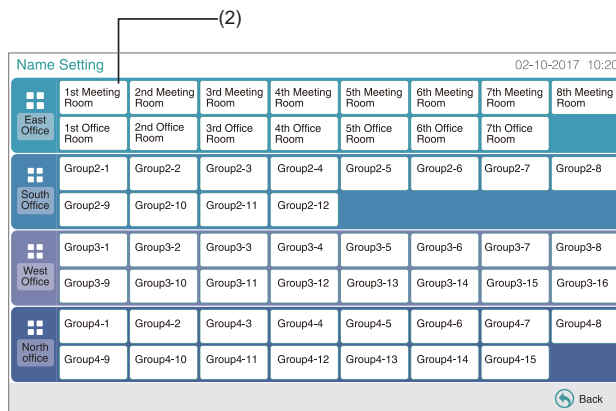 (2)
Name Setting 02-10-2017 10:20
1st Meeting Room 2nd Meeting Room 3rd Meeting Room 4th Meeting Room 5th Meeting Room 6th Meeting Room 7th Meeting Room 8th Meeting Room
East Office
1st Office Room 2nd Office Room 3rd Office Room 4th Office Room 5th Office Room 6th Office Room 7th Office Room
Group2-1 Group2-2 Group2-3 Group2-4 Group2-5 Group2-6 Group2-7 Group2-8
South Office
Group2-9 Group2-10 Group2-11 Group2-12
Group3-1 Group3-2 Group3-3 Group3-4 Group3-5 Group3-6 Group3-7 Group3-8
West Office
Group3-9 Group3-10 Group3-11 Group3-12 Group3-13 Group3-14 Group3-15 Group3-16
Group4-1 Group4-2 Group4-3 Group4-4 Group4-5 Group4-6 Group4-7 Group4-8
North office
Group4-9 Group4-10 Group4-11 Group4-12 Group4-13 Group4-14 Group4-15
Back